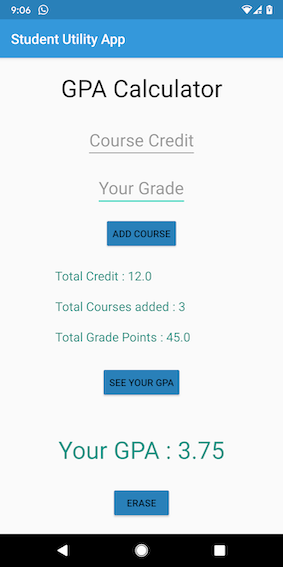 9:06
Student Utility App
GPA Calculator
Course Credit
Your Grade
ADD COURSE
Total Credit : 12.0
Total Courses added : 3
Total Grade Points : 45.0
SEE YOUR GPA
Your GPA : 3.75
ERASE